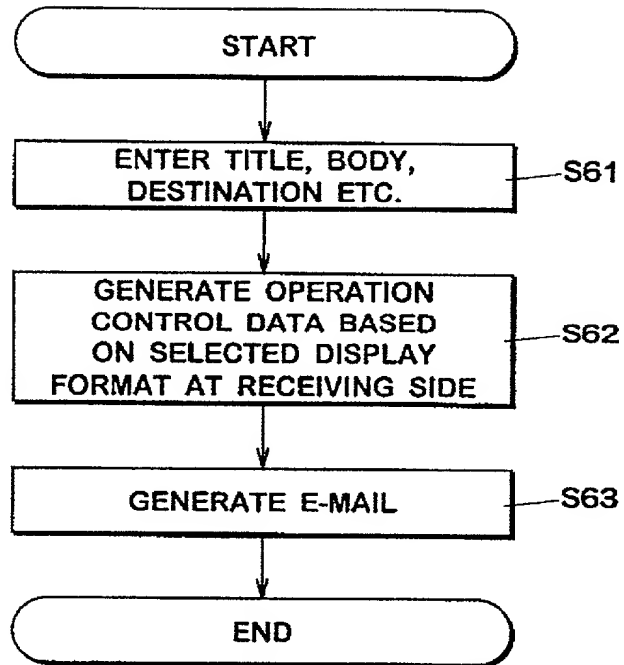 START
ENTER TITLE, BODY,
DESTINATION ETC.
S61
GENERATE OPERATION
CONTROL DATA BASED
ON SELECTED DISPLAY
FORMAT AT RECEIVING SIDE
S62
GENERATE E-MAIL
S63
END